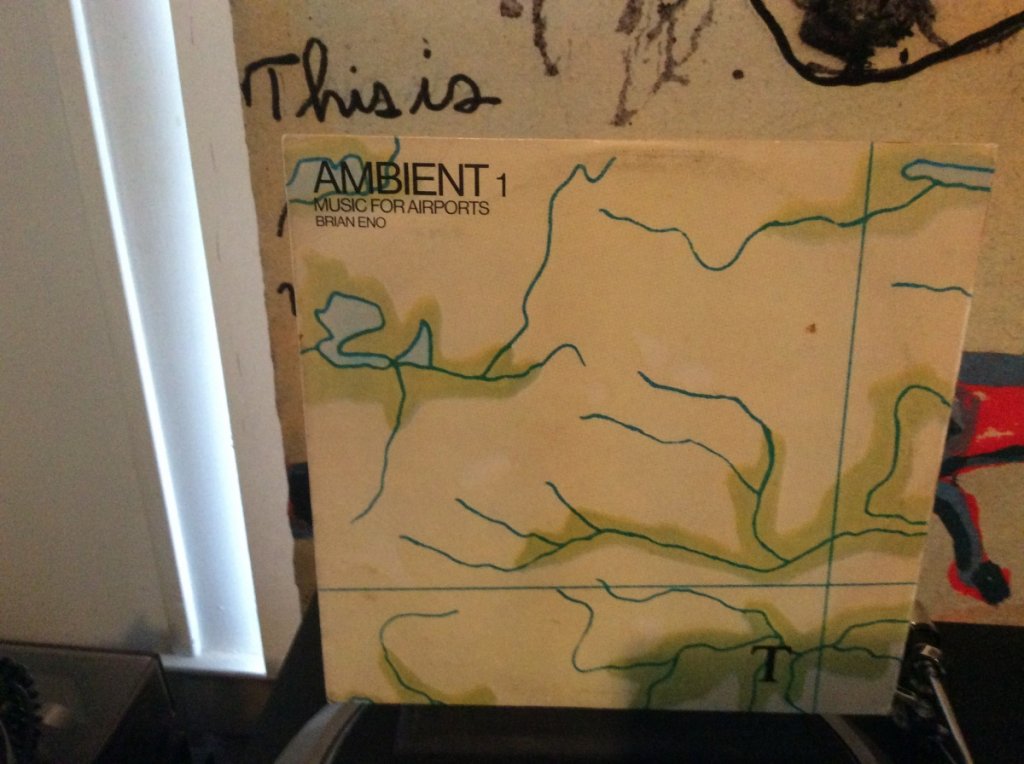 This is
AMBIENT 1
MUSIC FOR AIRPORTS
BRIAN ENO
T